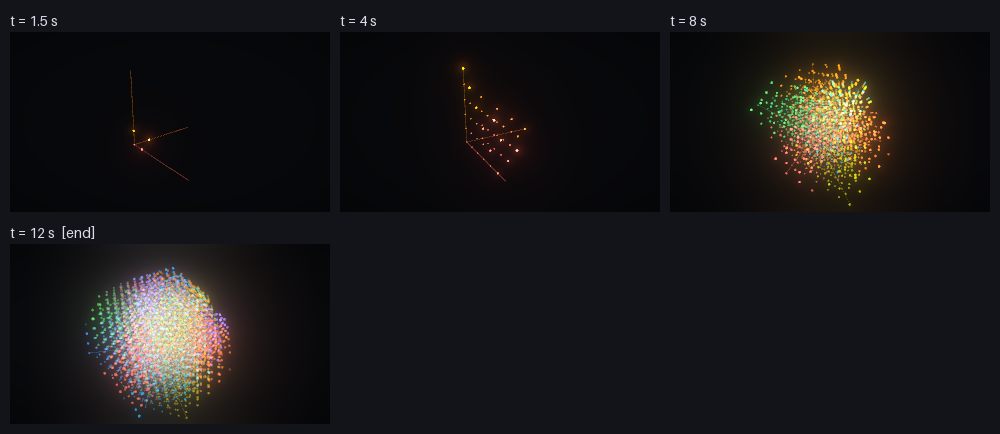 t = 1.5 s
t = 4 s
t = 8 s
t = 12 s [end]